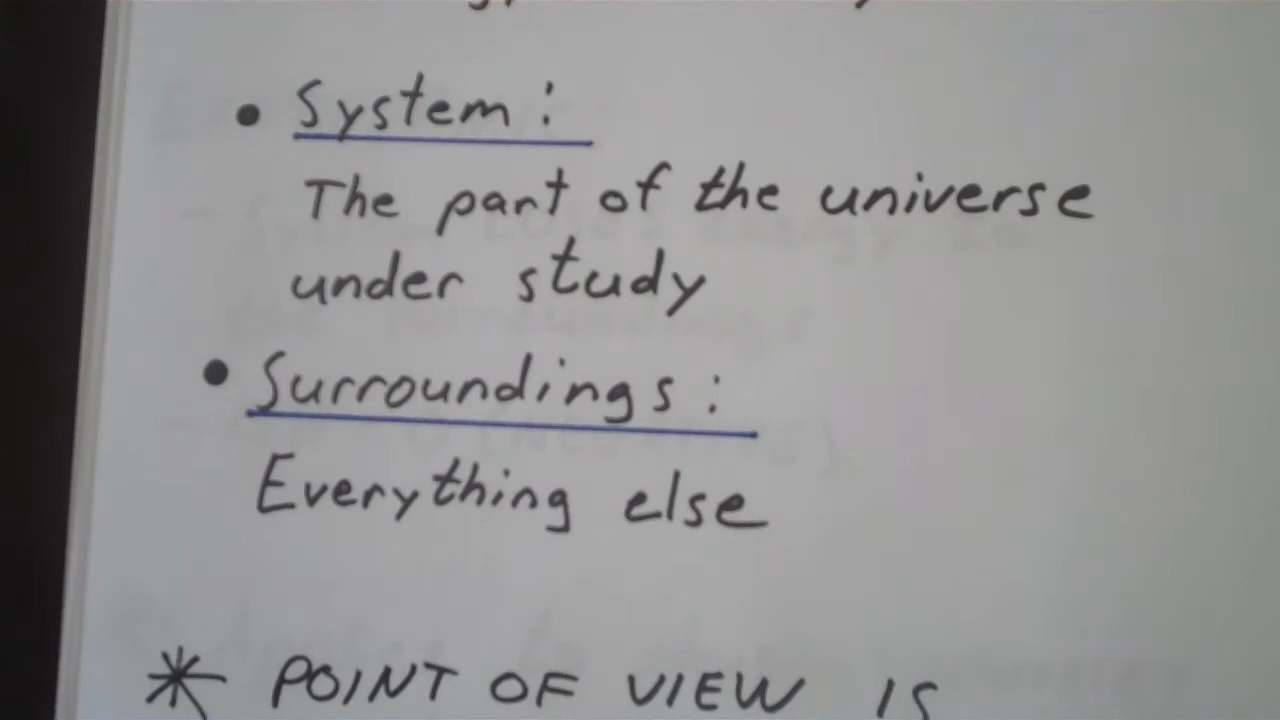 • System:
The part of the universe
under study
• Surroundings:
Everything else
* POINT OF VIEW IS